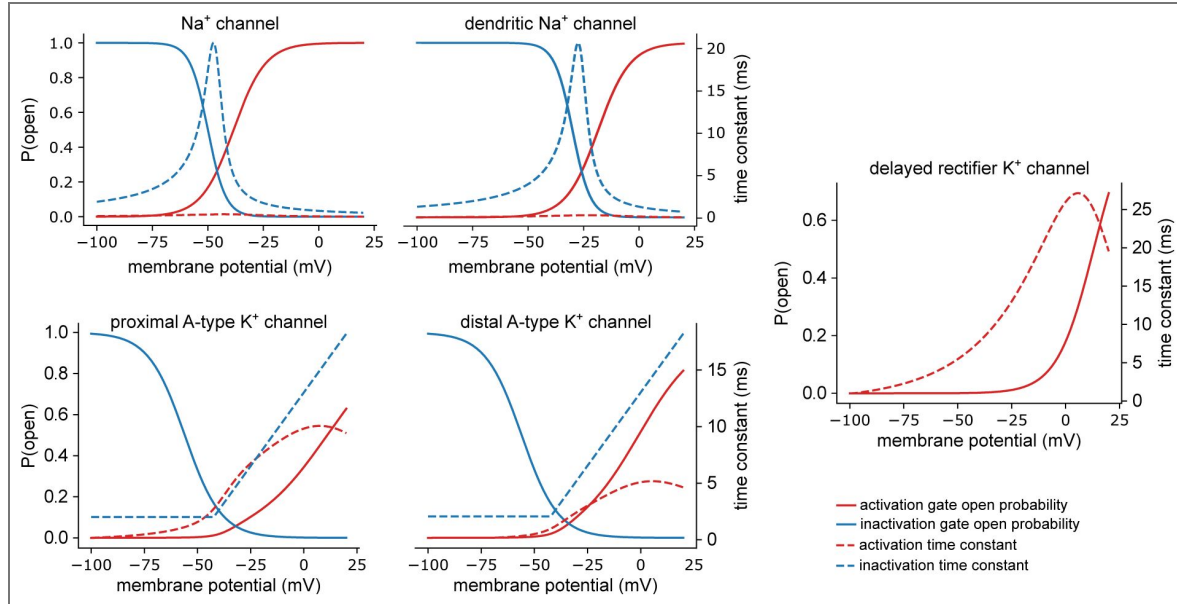 Na⁺ channel
dendritic Na⁺ channel
1.0
0.8
0.6
0.4
0.2
0.0
P(open)
20
15
10
5
0
time constant (ms)
−100 −75 −50 −25 0 25
−100 −75 −50 −25 0 25
membrane potential (mV)
membrane potential (mV)
delayed rectifier K⁺ channel
0.6
0.4
0.2
0.0
P(open)
25
20
15
10
5
0
time constant (ms)
−100 −75 −50 −25 0 25
membrane potential (mV)
proximal A-type K⁺ channel
distal A-type K⁺ channel
1.0
0.8
0.6
0.4
0.2
0.0
P(open)
15
10
5
0
time constant (ms)
−100 −75 −50 −25 0 25
−100 −75 −50 −25 0 25
membrane potential (mV)
membrane potential (mV)
activation gate open probability
inactivation gate open probability
activation time constant
inactivation time constant